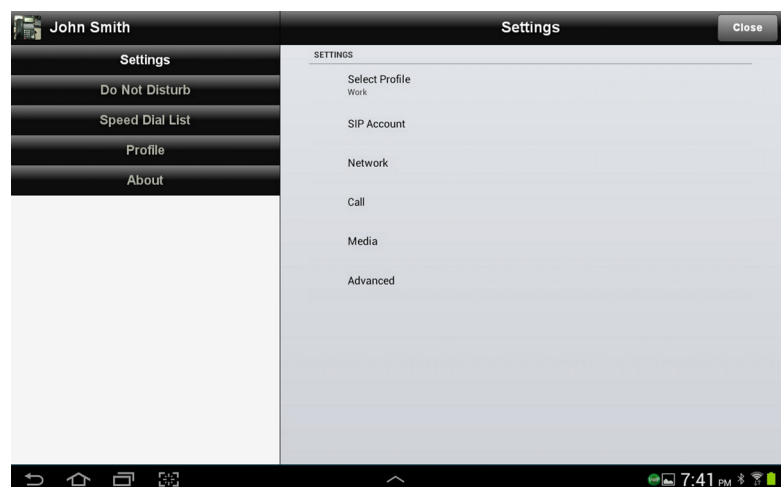 John Smith
Settings
Close
Settings
Do Not Disturb
Speed Dial List
Profile
About
SETTINGS
Select Profile
Work
SIP Account
Network
Call
Media
Advanced
7:41 PM